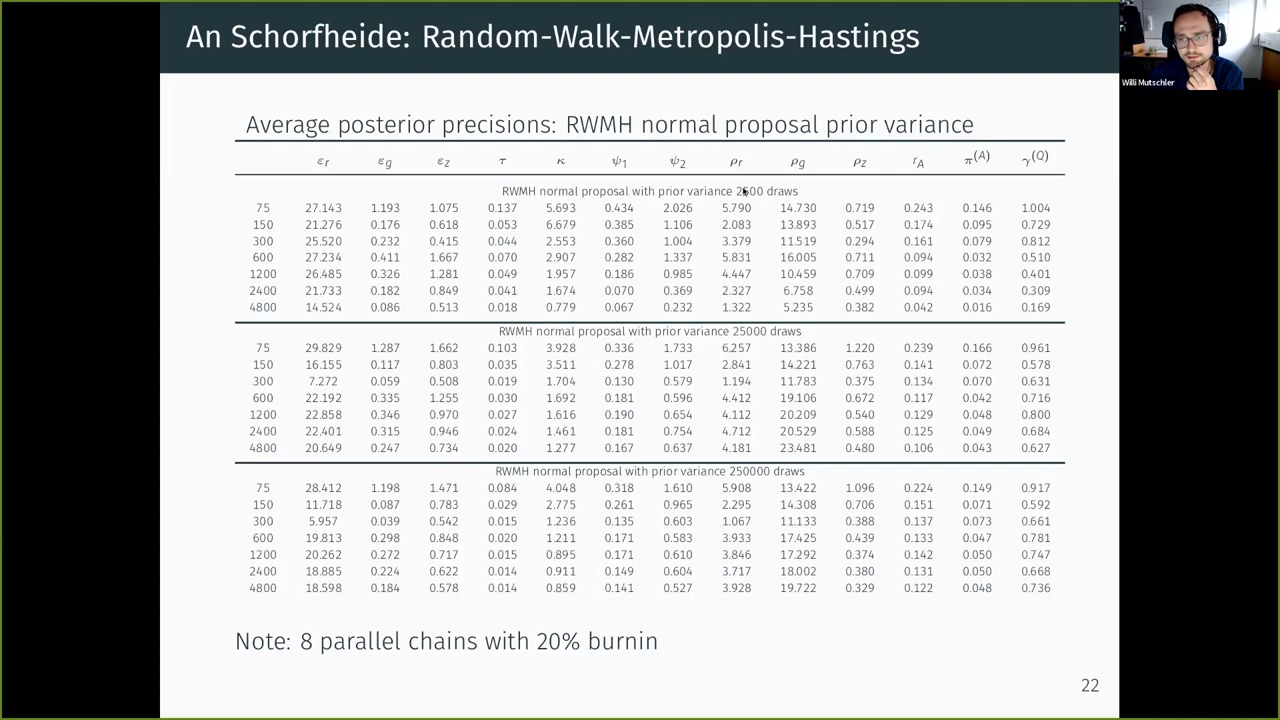 An Schorfheide: Random-Walk-Metropolis-Hastings
Willi Mutschler
Average posterior precisions: RWMH normal proposal prior variance
εr εg εz τ κ ψ1 ψ2 ρr ρg ρz rA π(A) γ(Q)
RWMH normal proposal with prior variance 2500 draws
75 27.143 1.193 1.075 0.137 5.693 0.434 2.026 5.790 14.730 0.719 0.243 0.146 1.004
150 21.276 0.176 0.618 0.053 6.679 0.385 1.106 2.083 13.893 0.517 0.174 0.095 0.729
300 25.520 0.232 0.415 0.044 2.553 0.360 1.004 3.379 11.519 0.294 0.161 0.079 0.812
600 27.234 0.411 1.667 0.070 2.907 0.282 1.337 5.831 16.005 0.711 0.094 0.032 0.510
1200 26.485 0.326 1.281 0.049 1.957 0.186 0.985 4.447 10.459 0.709 0.099 0.038 0.401
2400 21.733 0.182 0.849 0.041 1.674 0.070 0.369 2.327 6.758 0.499 0.094 0.034 0.309
4800 14.524 0.086 0.513 0.018 0.779 0.067 0.232 1.322 5.235 0.382 0.042 0.016 0.169
RWMH normal proposal with prior variance 25000 draws
75 29.829 1.287 1.662 0.103 3.928 0.336 1.733 6.257 13.386 1.220 0.239 0.166 0.961
150 16.155 0.117 0.803 0.035 3.511 0.278 1.017 2.841 14.221 0.763 0.141 0.072 0.578
300 7.272 0.059 0.508 0.019 1.704 0.130 0.579 1.194 11.783 0.375 0.134 0.070 0.631
600 22.192 0.335 1.255 0.030 1.692 0.181 0.596 4.412 19.106 0.672 0.117 0.042 0.716
1200 22.858 0.346 0.970 0.027 1.616 0.190 0.654 4.112 20.209 0.540 0.129 0.048 0.800
2400 22.401 0.315 0.946 0.024 1.461 0.181 0.754 4.712 20.529 0.588 0.125 0.049 0.684
4800 20.649 0.247 0.734 0.020 1.277 0.167 0.637 4.181 23.481 0.480 0.106 0.043 0.627
RWMH normal proposal with prior variance 250000 draws
75 28.412 1.198 1.471 0.084 4.048 0.318 1.610 5.908 13.422 1.096 0.224 0.149 0.917
150 11.718 0.087 0.783 0.029 2.775 0.261 0.965 2.295 14.308 0.706 0.151 0.071 0.592
300 5.957 0.039 0.542 0.015 1.236 0.135 0.603 1.067 11.133 0.388 0.137 0.073 0.661
600 19.813 0.298 0.848 0.020 1.211 0.171 0.583 3.933 17.425 0.439 0.133 0.047 0.781
1200 20.262 0.272 0.717 0.015 0.895 0.171 0.610 3.846 17.292 0.374 0.142 0.050 0.747
2400 18.885 0.224 0.622 0.014 0.911 0.149 0.604 3.717 18.002 0.380 0.131 0.050 0.668
4800 18.598 0.184 0.578 0.014 0.859 0.141 0.527 3.928 19.722 0.329 0.122 0.048 0.736
Note: 8 parallel chains with 20% burnin
22